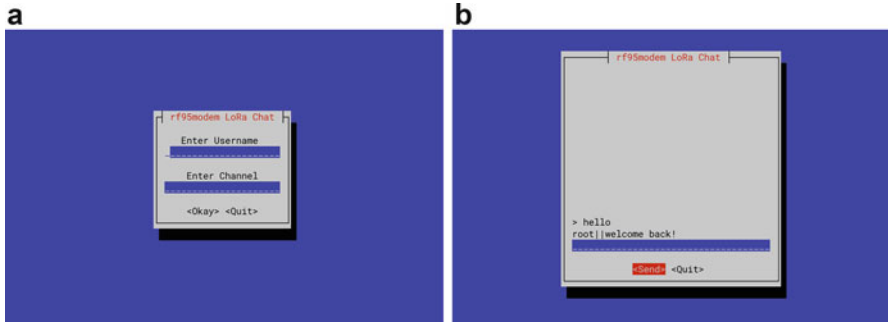 a
rf95modem LoRa Chat
Enter Username
Enter Channel
<Okay> <Quit>
b
rf95modem LoRa Chat
> hello
root||welcome back!
<Send> <Quit>